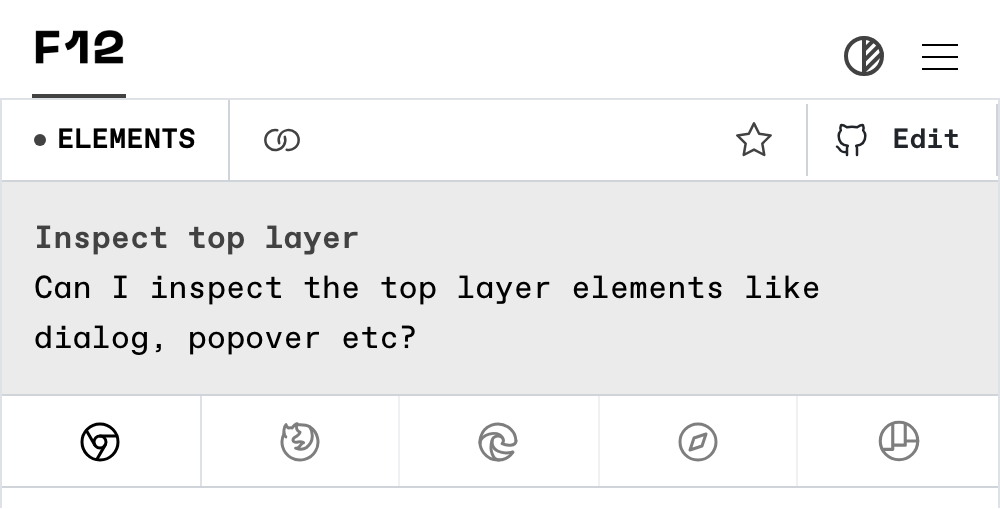 F12
ELEMENTS
Edit
Inspect top layer
Can I inspect the top layer elements like
dialog, popover etc?